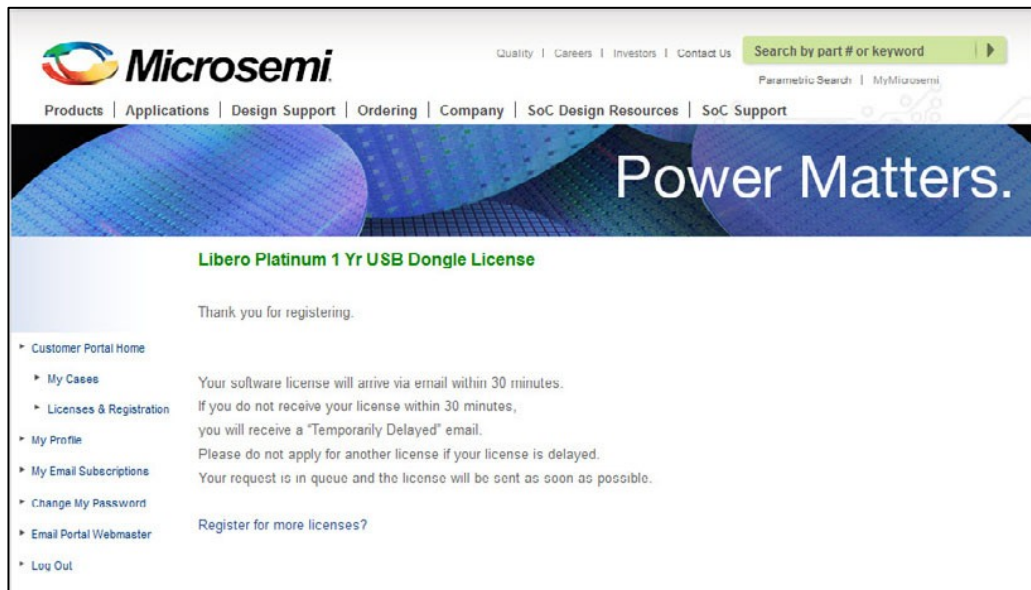 Microsemi
Quality | Careers | Investors | Contact Us
Search by part # or keyword
Parametric Search | MyMicrosemi
Products | Applications | Design Support | Ordering | Company | SoC Design Resources | SoC Support
Power Matters.
Libero Platinum 1 Yr USB Dongle License
Thank you for registering.
Customer Portal Home
My Cases
Licenses & Registration
My Profile
My Email Subscriptions
Change My Password
Email Portal Webmaster
Log Out
Your software license will arrive via email within 30 minutes.
If you do not receive your license within 30 minutes,
you will receive a "Temporarily Delayed" email.
Please do not apply for another license if your license is delayed.
Your request is in queue and the license will be sent as soon as possible.
Register for more licenses?